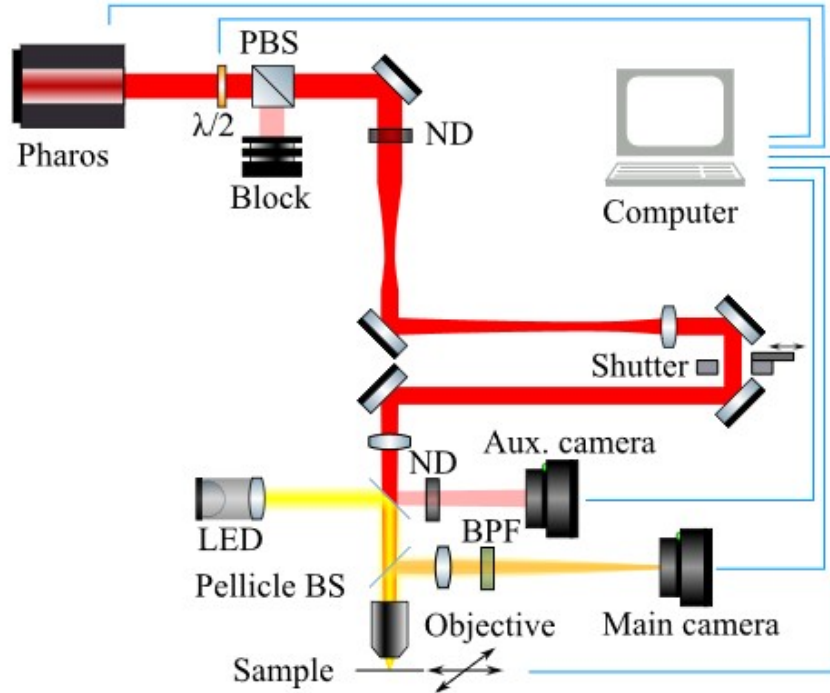 PBS
λ/2
ND
Pharos
Block
Computer
Shutter
Aux. camera
ND
LED
BPF
Pellicle BS
Objective
Main camera
Sample